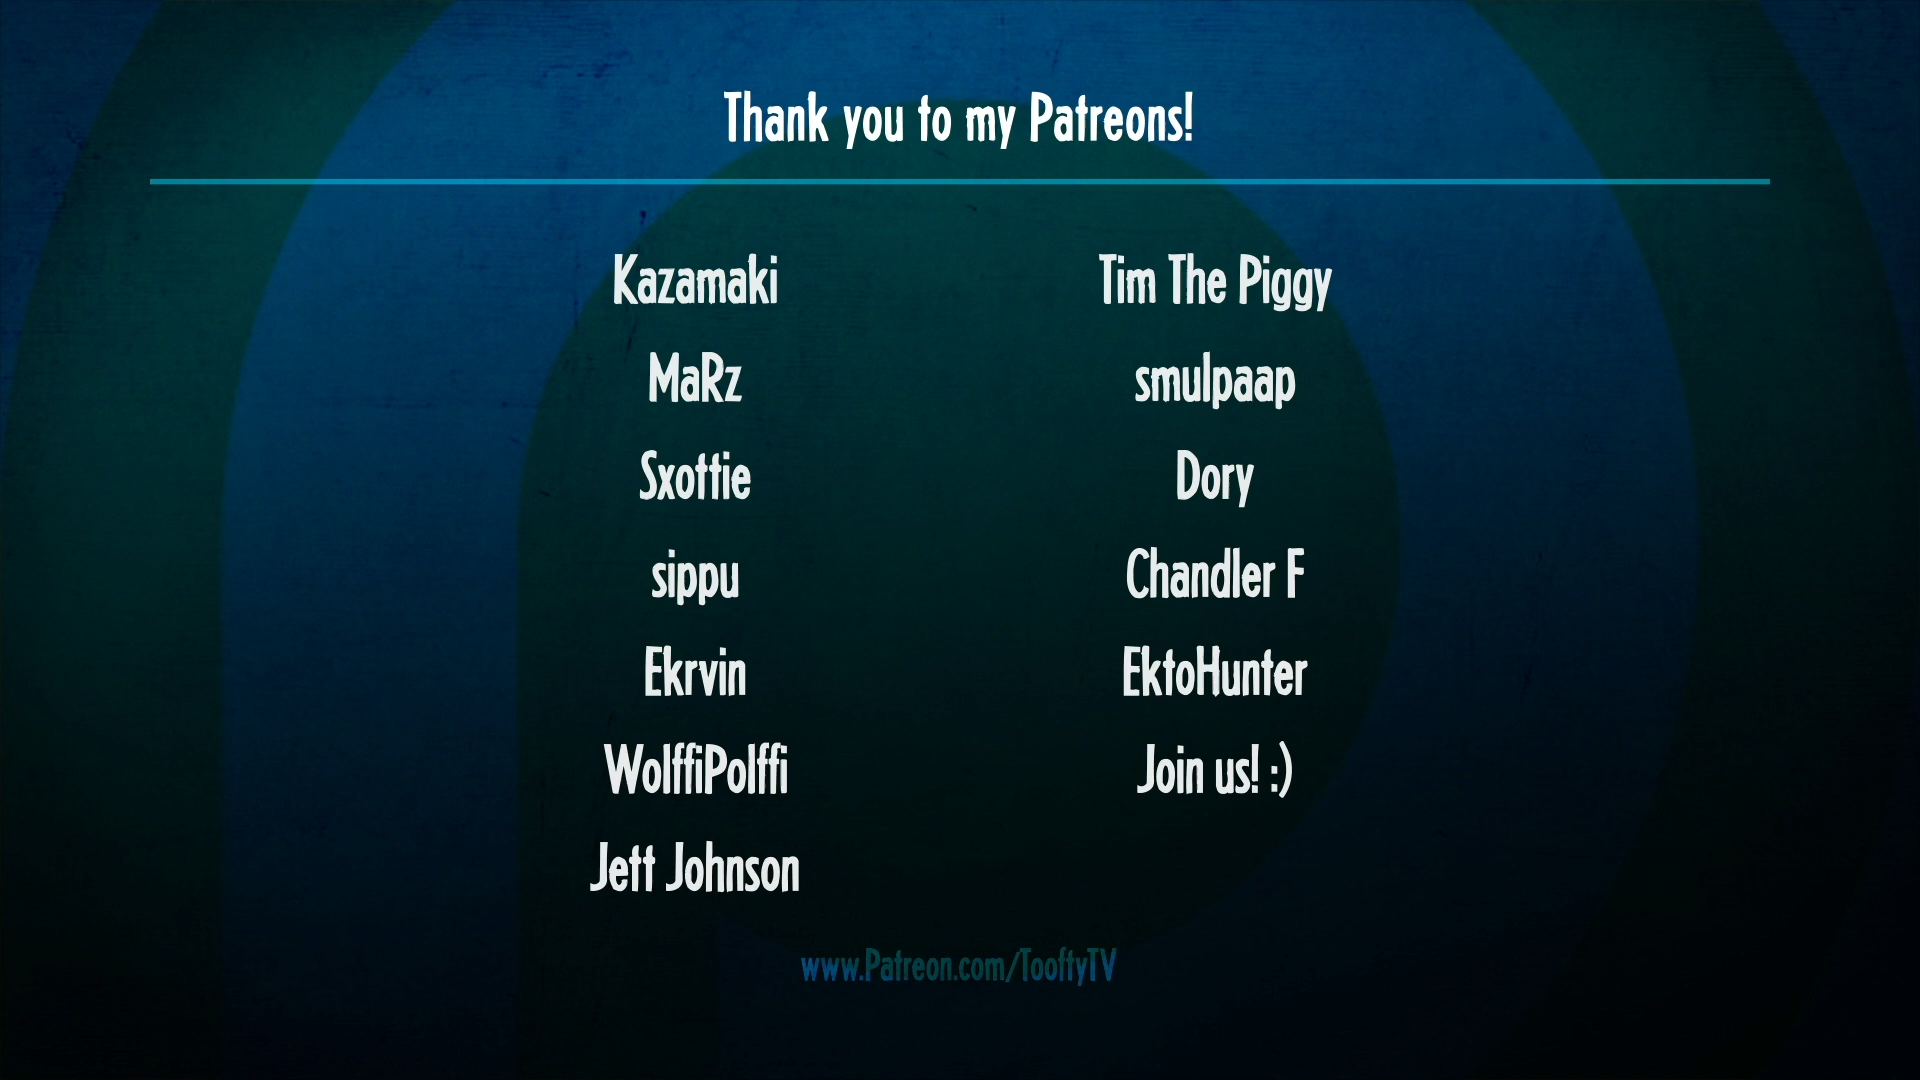 Thank you to my Patreons!
Kazamaki
MaRz
Sxottie
sippu
Ekrvin
WolffiPolffi
Jett Johnson
Tim The Piggy
smulpaap
Dory
Chandler F
EktoHunter
Join us! :)
www.Patreon.com/TooftyTV